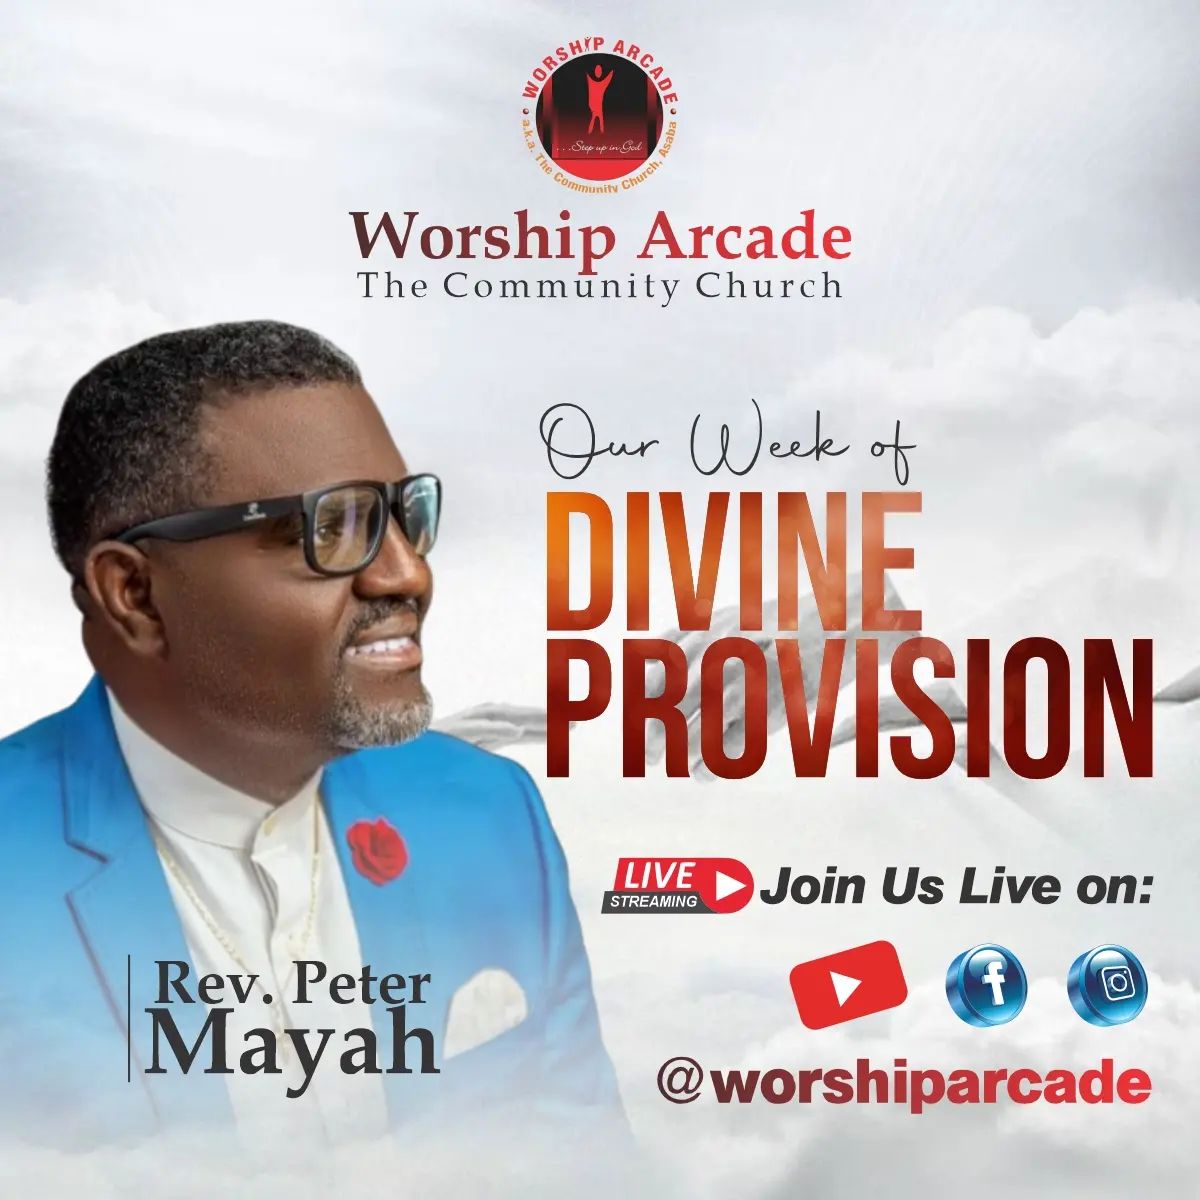 WORSHIP ARCADE
a.k.a. The Community Church, Asaba
...Step up in God
Worship Arcade
The Community Church
Our Week of
DIVINE
PROVISION
LIVE
STREAMING
Join Us Live on:
@worshiparcade
Rev. Peter
Mayah